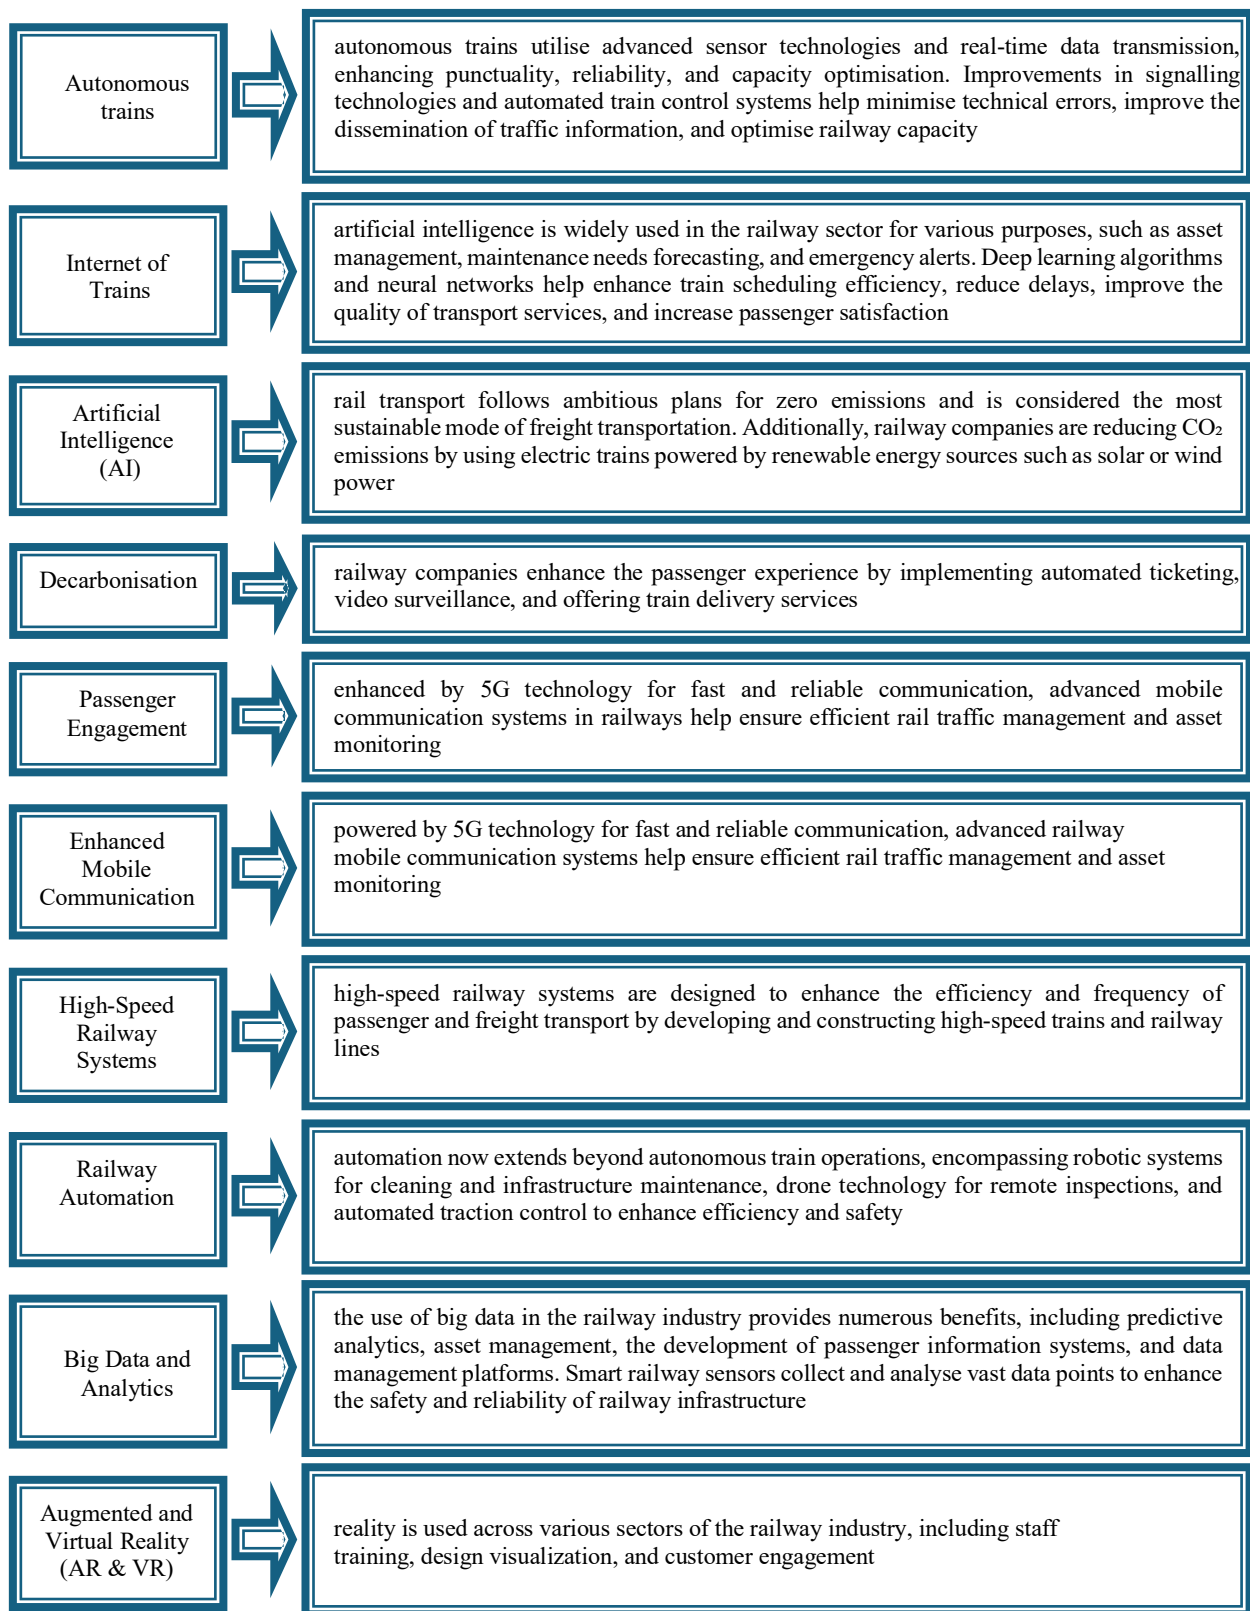 Autonomous
trains
autonomous trains utilise advanced sensor technologies and real-time data transmission,
enhancing punctuality, reliability, and capacity optimisation. Improvements in signalling
technologies and automated train control systems help minimise technical errors, improve the
dissemination of traffic information, and optimise railway capacity
Internet of
Trains
artificial intelligence is widely used in the railway sector for various purposes, such as asset
management, maintenance needs forecasting, and emergency alerts. Deep learning algorithms
and neural networks help enhance train scheduling efficiency, reduce delays, improve the
quality of transport services, and increase passenger satisfaction
Artificial
Intelligence
(AI)
rail transport follows ambitious plans for zero emissions and is considered the most
sustainable mode of freight transportation. Additionally, railway companies are reducing CO₂
emissions by using electric trains powered by renewable energy sources such as solar or wind
power
Decarbonisation
railway companies enhance the passenger experience by implementing automated ticketing,
video surveillance, and offering train delivery services
Passenger
Engagement
enhanced by 5G technology for fast and reliable communication, advanced mobile
communication systems in railways help ensure efficient rail traffic management and asset
monitoring
Enhanced
Mobile
Communication
powered by 5G technology for fast and reliable communication, advanced railway
mobile communication systems help ensure efficient rail traffic management and asset
monitoring
High-Speed
Railway
Systems
high-speed railway systems are designed to enhance the efficiency and frequency of
passenger and freight transport by developing and constructing high-speed trains and railway
lines
Railway
Automation
automation now extends beyond autonomous train operations, encompassing robotic systems
for cleaning and infrastructure maintenance, drone technology for remote inspections, and
automated traction control to enhance efficiency and safety
Big Data and
Analytics
the use of big data in the railway industry provides numerous benefits, including predictive
analytics, asset management, the development of passenger information systems, and data
management platforms. Smart railway sensors collect and analyse vast data points to enhance
the safety and reliability of railway infrastructure
Augmented and
Virtual Reality
(AR & VR)
reality is used across various sectors of the railway industry, including staff
training, design visualization, and customer engagement